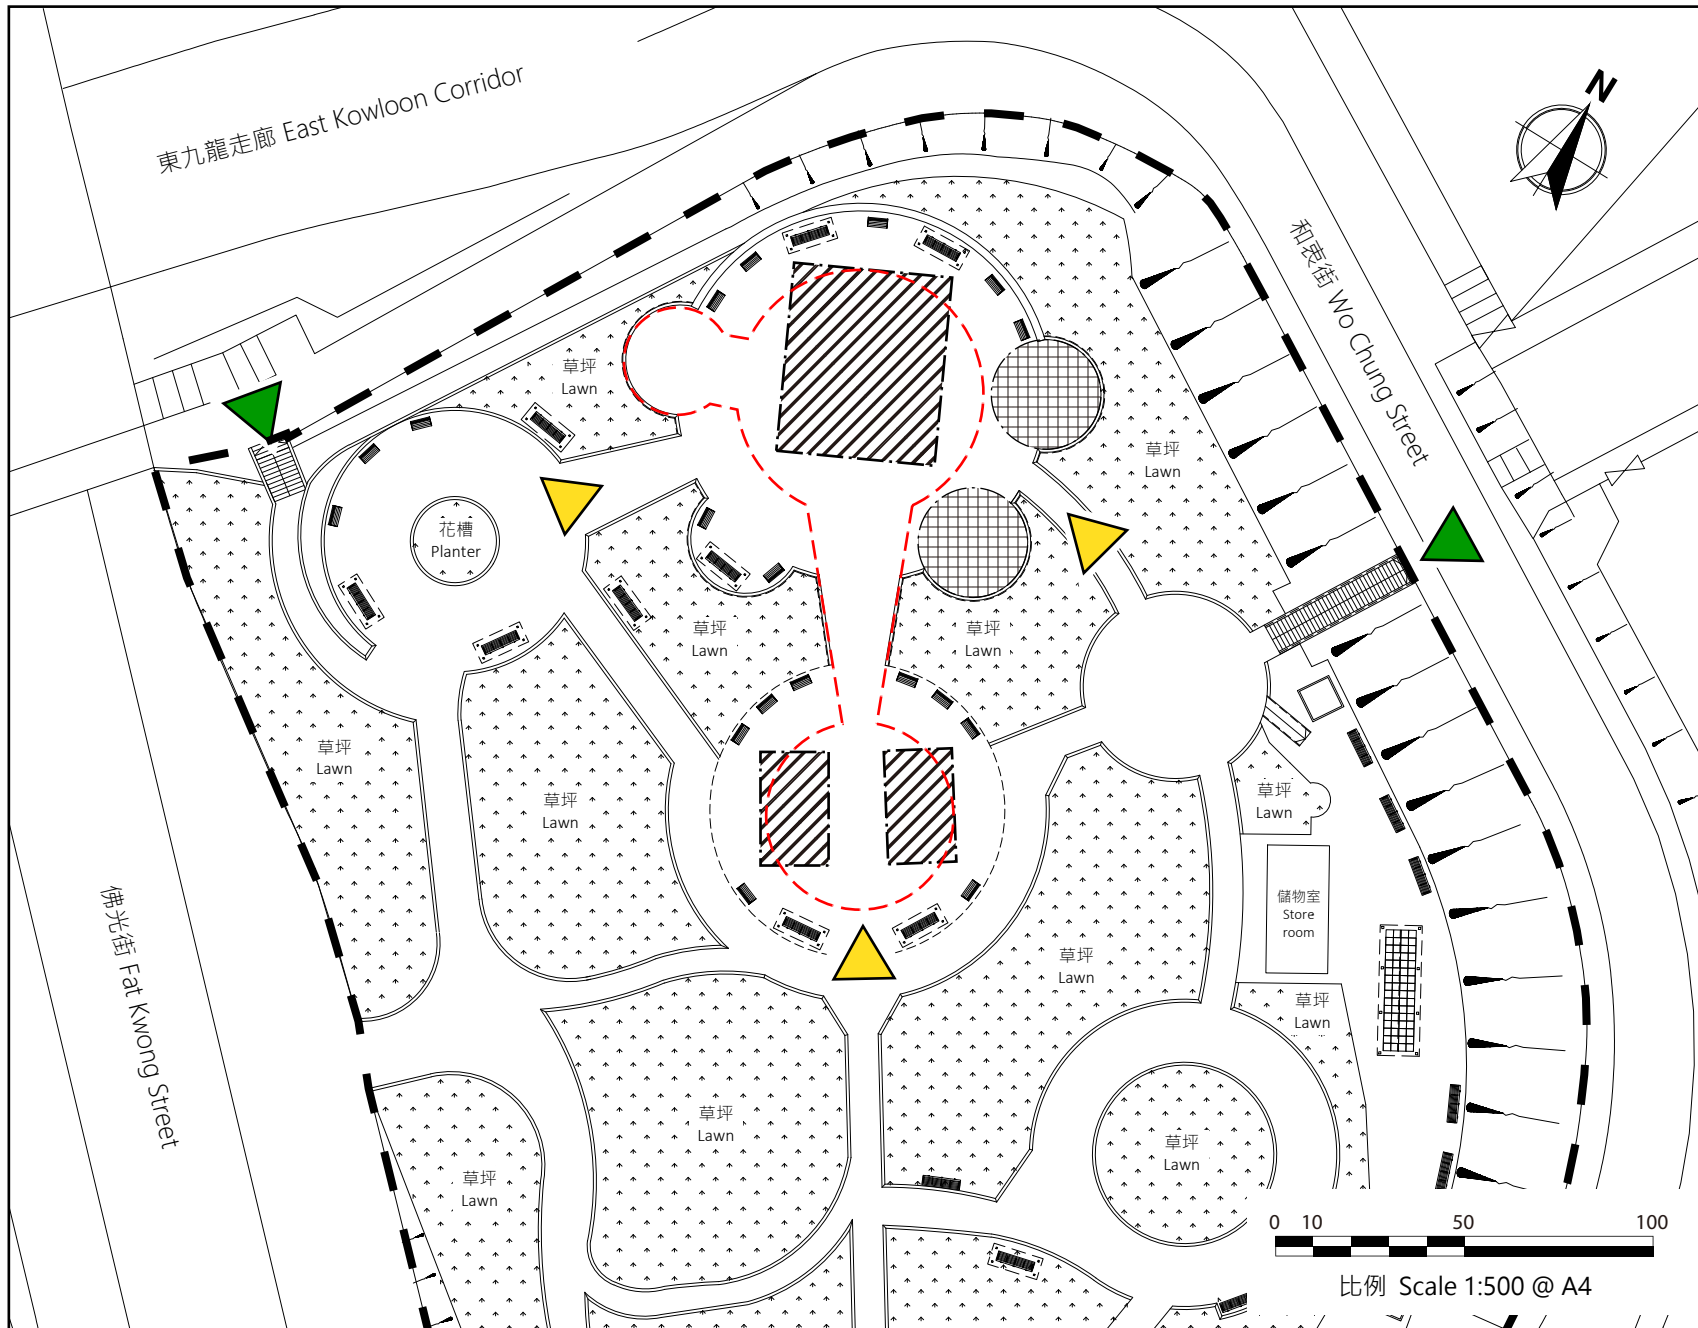 東九龍走廊 East Kowloon Corridor
N
和衷街 Wo Chung Street
草坪
Lawn
草坪
Lawn
花槽
Planter
草坪
Lawn
草坪
Lawn
草坪
Lawn
草坪
Lawn
草坪
Lawn
佛光街 Fat Kwong Street
儲物室
Store
room
草坪
Lawn
草坪
Lawn
草坪
Lawn
草坪
Lawn
草坪
Lawn
0 10 50 100
比例 Scale 1:500 @ A4